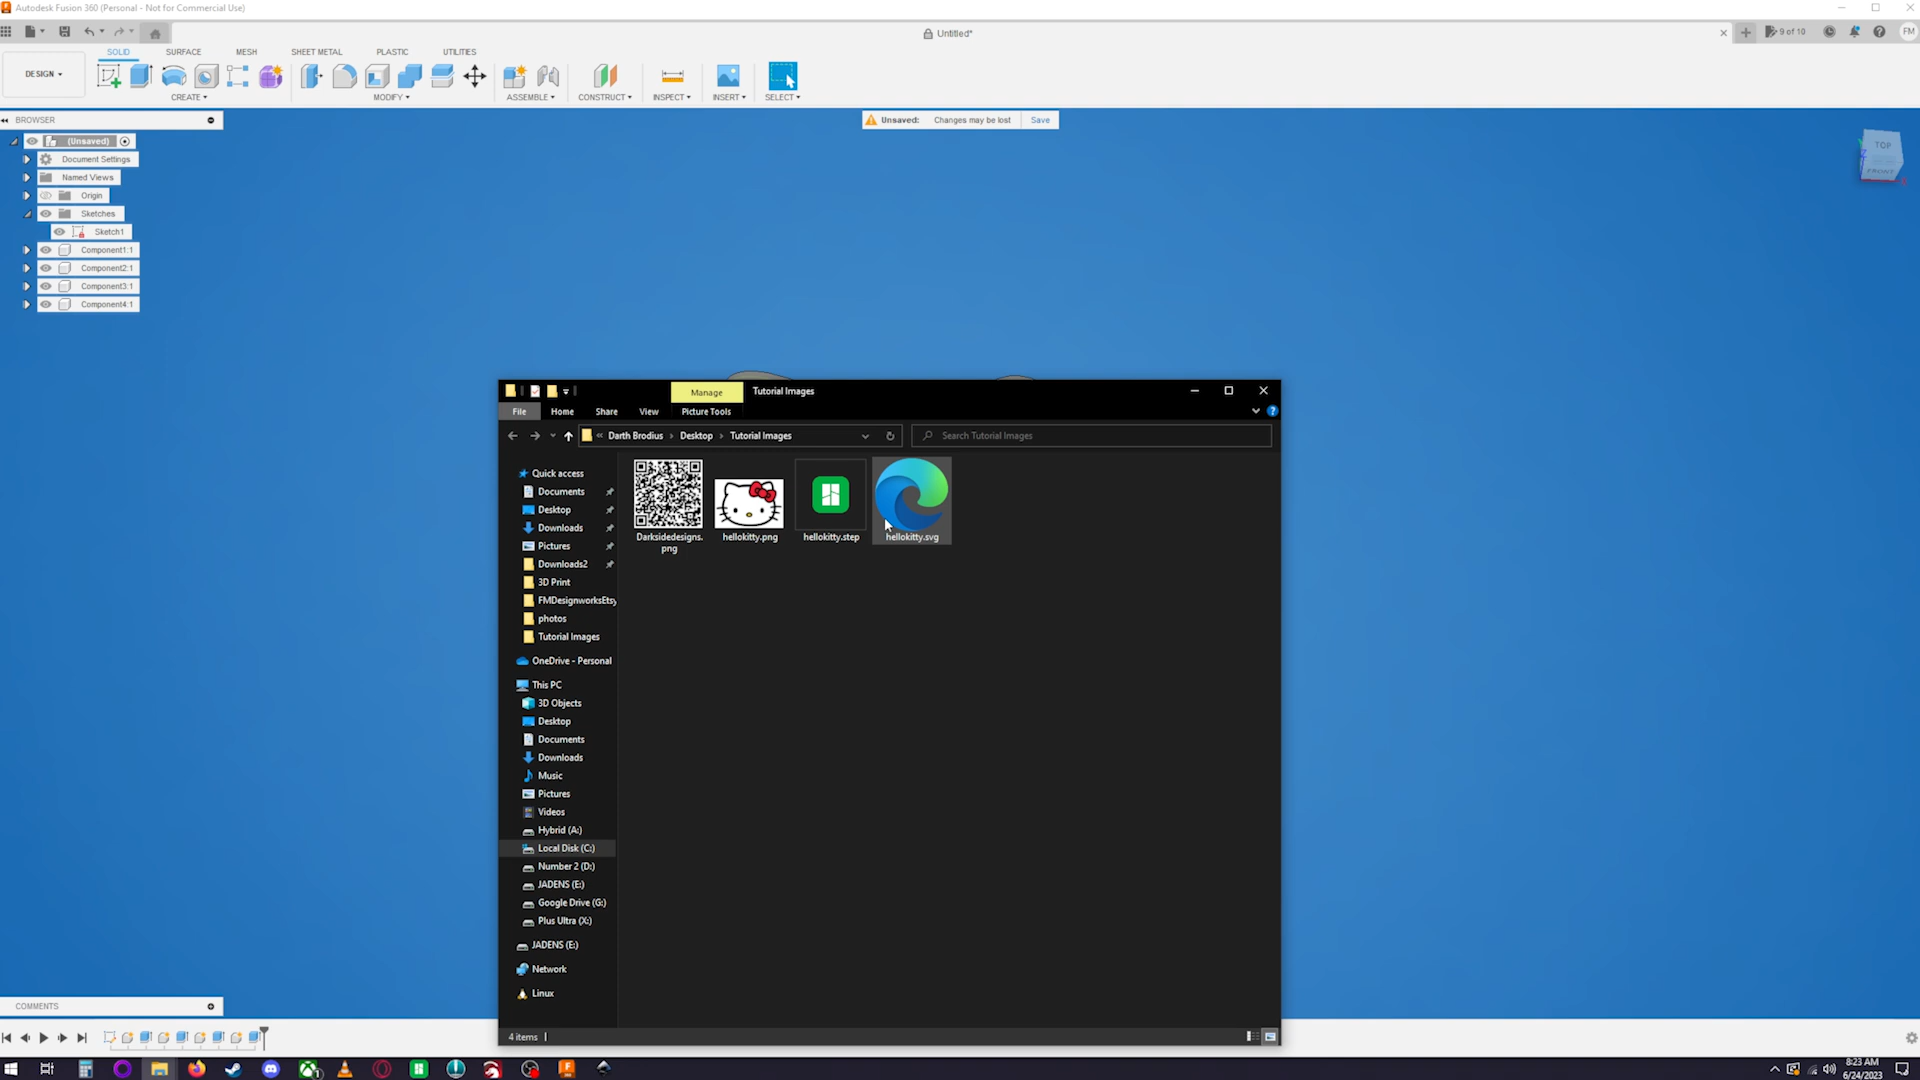 Autodesk Fusion 360 (Personal - Not for Commercial Use)
Untitled*
9 of 10
FM
SOLID
SURFACE
MESH
SHEET METAL
PLASTIC
UTILITIES
DESIGN
CREATE
MODIFY
ASSEMBLE
CONSTRUCT
INSPECT
INSERT
SELECT
BROWSER
Unsaved: Changes may be lost
Save
(Unsaved)
Document Settings
Named Views
Origin
Sketches
Sketch1
Component1:1
Component2:1
Component3:1
Component4:1
TOP
FRONT
Manage
Tutorial Images
File
Home
Share
View
Picture Tools
Darth Brodius
Desktop
Tutorial Images
Search Tutorial Images
Quick access
Documents
Desktop
Downloads
Pictures
Downloads2
3D Print
FMDesignworksEtsy
photos
Tutorial Images
OneDrive - Personal
This PC
3D Objects
Desktop
Documents
Downloads
Music
Pictures
Videos
Hybrid (A:)
Local Disk (C:)
Number 2 (D:)
JADENS (E:)
Google Drive (G:)
Plus Ultra (X:)
JADENS (E:)
Network
Linux
Darksidedesigns.
png
hellokitty.png
hellokitty.step
hellokitty.svg
4 items
COMMENTS
8:23 AM
6/24/2023